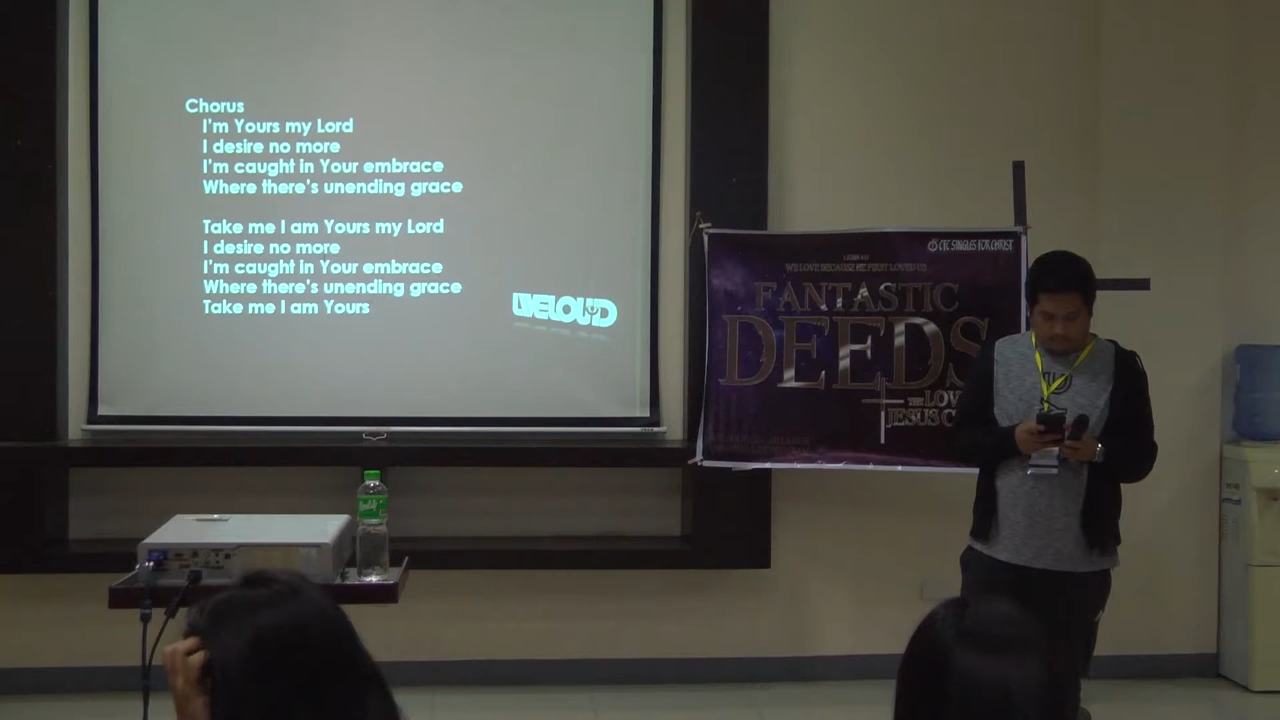 Chorus
I'm Yours my Lord
I desire no more
I'm caught in Your embrace
Where there's unending grace
Take me I am Yours my Lord
I desire no more
I'm caught in Your embrace
Where there's unending grace
Take me I am Yours
LIVELOUD
CFC SINGLES FOR CHRIST
WE LOVE BECAUSE HE FIRST LOVED US
FANTASTIC
DEEDS
THE LOV
JESUS C